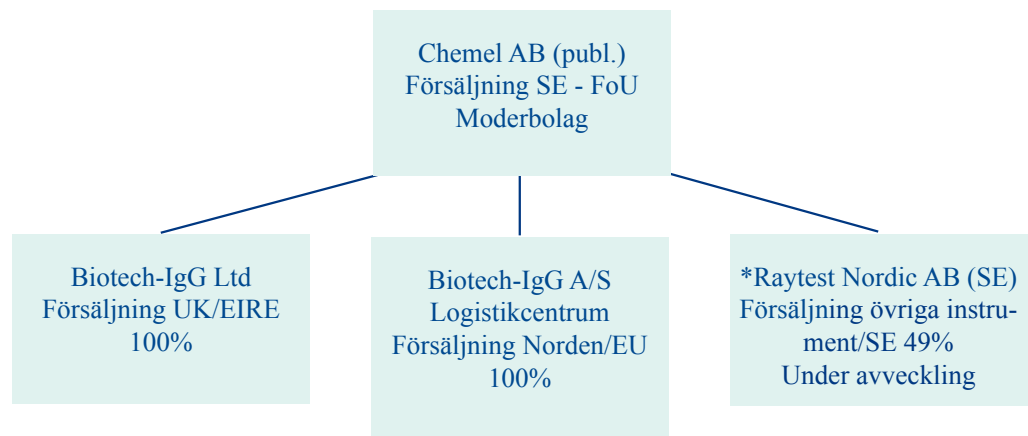 Chemel AB (publ.)
Försäljning SE - FoU
Moderbolag
Biotech-IgG Ltd
Försäljning UK/EIRE
100%
Biotech-IgG A/S
Logistikcentrum
Försäljning Norden/EU
100%
*Raytest Nordic AB (SE)
Försäljning övriga instru-
ment/SE 49%
Under avveckling